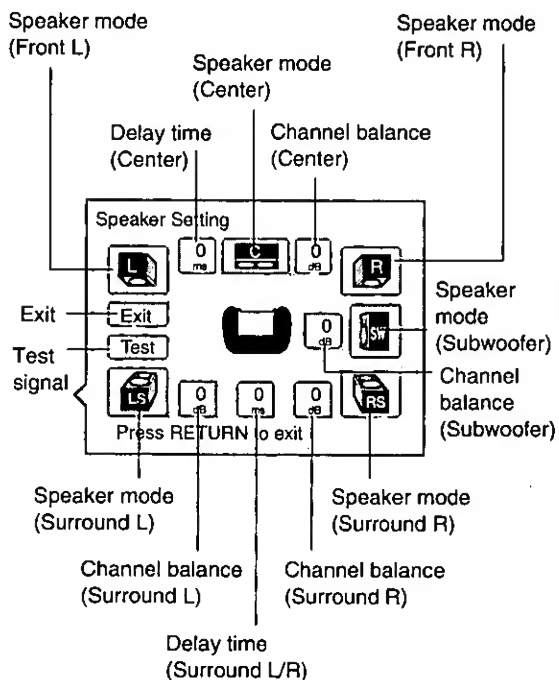 Speaker mode
(Front L)
Speaker mode
(Front R)
Speaker mode
(Center)
Delay time
(Center)
Channel balance
(Center)
Speaker Setting
L
0
ms
C
0
dB
R
Exit
Exit
Test
signal
Test
0
dB
SW
Speaker
mode
(Subwoofer)
Channel
balance
(Subwoofer)
LS
0
dB
0
ms
0
dB
RS
Press RETURN to exit
Speaker mode
(Surround L)
Speaker mode
(Surround R)
Channel balance
(Surround L)
Channel balance
(Surround R)
Delay time
(Surround L/R)